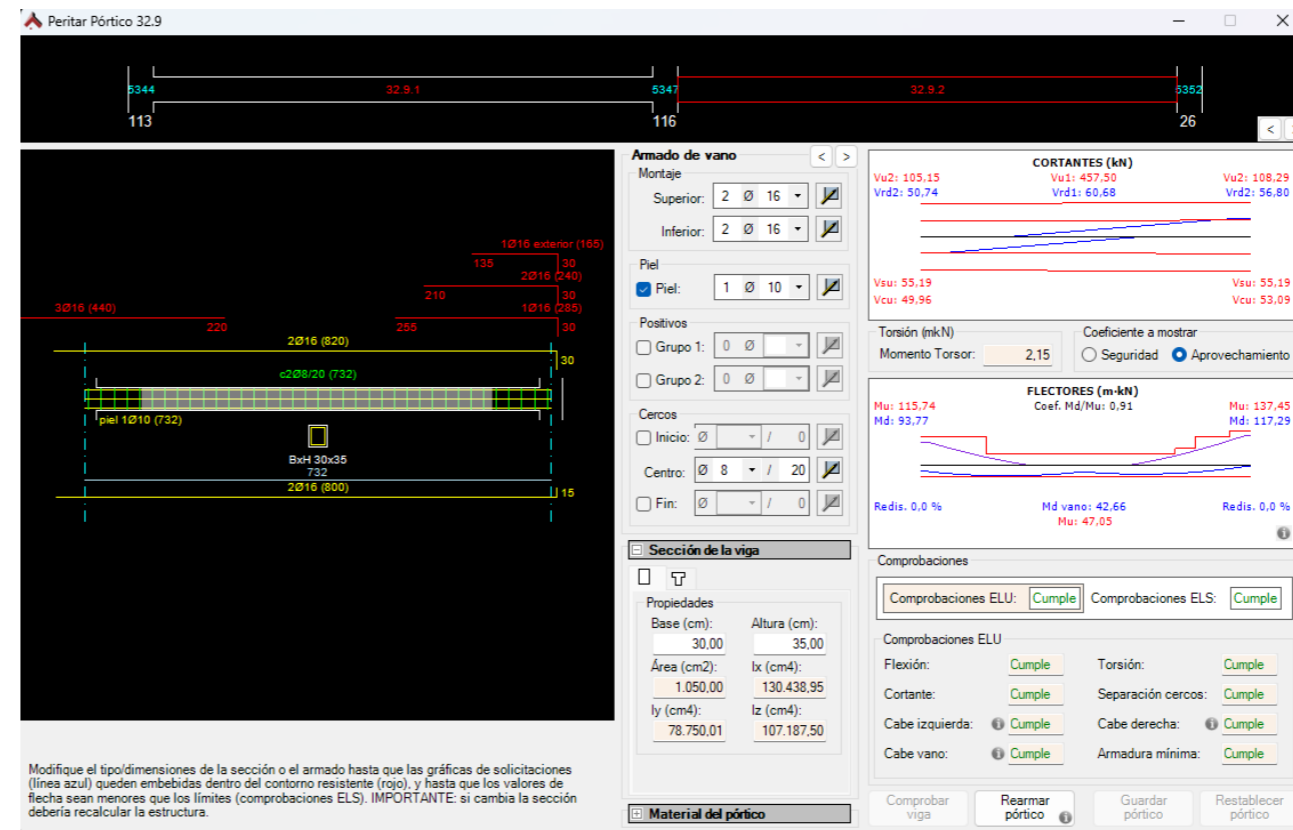 Peritar Pórtico 32.9
5344 32.9.1 5347 32.9.2 5352
113 116 26
< >
1Ø16 exterior (165)
135 30
2Ø16 (240)
210 30
3Ø16 (440) 1Ø16 (285)
220 255 30
2Ø16 (820)
30
c2Ø8/20 (732)
piel 1Ø10 (732)
BxH 30x35
732
2Ø16 (800)
15
Modifique el tipo/dimensiones de la sección o el armado hasta que las gráficas de solicitaciones
(línea azul) queden embebidas dentro del contorno resistente (rojo), y hasta que los valores de
flecha sean menores que los límites (comprobaciones ELS). IMPORTANTE: si cambia la sección
debería recalcular la estructura.
Armado de vano < >
Montaje
Superior: 2 Ø 16
Inferior: 2 Ø 16
Piel
Piel: 1 Ø 10
Positivos
Grupo 1: 0 Ø
Grupo 2: 0 Ø
Cercos
Inicio: Ø / 0
Centro: Ø 8 / 20
Fin: Ø / 0
Sección de la viga
Propiedades
Base (cm): Altura (cm):
30,00 35,00
Área (cm2): Ix (cm4):
1.050,00 130.438,95
Iy (cm4): Iz (cm4):
78.750,01 107.187,50
Material del pórtico
CORTANTES (kN)
Vu2: 105,15 Vu1: 457,50 Vu2: 108,29
Vrd2: 50,74 Vrd1: 60,68 Vrd2: 56,80
Vsu: 55,19 Vsu: 55,19
Vcu: 49,96 Vcu: 53,09
Torsión (mkN) Coeficiente a mostrar
Momento Torsor: 2,15 Seguridad Aprovechamiento
FLECTORES (m·kN)
Mu: 115,74 Coef. Md/Mu: 0,91 Mu: 137,45
Md: 93,77 Md: 117,29
Redis. 0,0 % Md vano: 42,66 Redis. 0,0 %
Mu: 47,05
Comprobaciones
Comprobaciones ELU: Cumple Comprobaciones ELS: Cumple
Comprobaciones ELU
Flexión: Cumple Torsión: Cumple
Cortante: Cumple Separación cercos: Cumple
Cabe izquierda: Cumple Cabe derecha: Cumple
Cabe vano: Cumple Armadura mínima: Cumple
Comprobar Rearmar Guardar Restablecer
viga pórtico pórtico pórtico